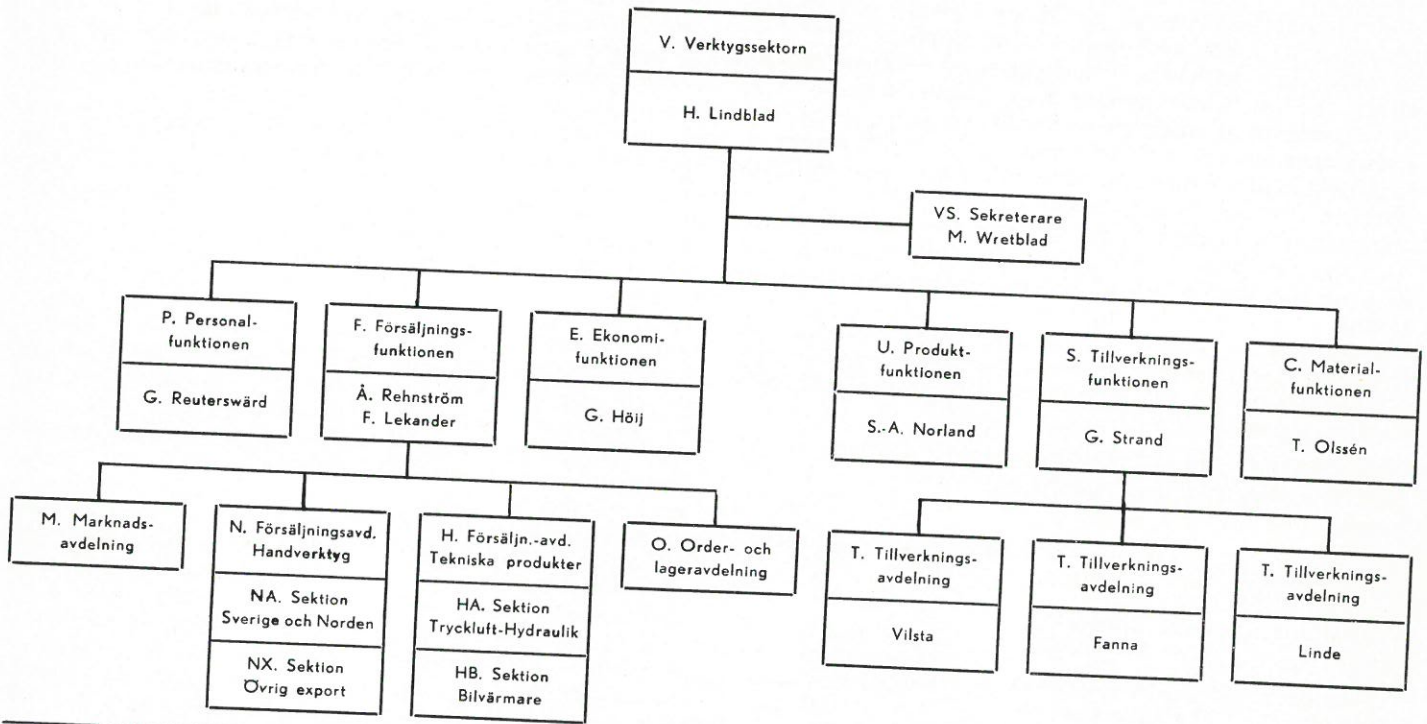 V. Verktygssektorn
H. Lindblad
VS. Sekreterare
M. Wretblad
P. Personal-
funktionen
G. Reuterswärd
F. Försäljnings-
funktionen
Å. Rehnström
F. Lekander
E. Ekonomi-
funktionen
G. Höij
U. Produkt-
funktionen
S.-A. Norland
S. Tillverknings-
funktionen
G. Strand
C. Material-
funktionen
T. Olssén
M. Marknads-
avdelning
N. Försäljningsavd.
Handverktyg
NA. Sektion
Sverige och Norden
NX. Sektion
Övrig export
H. Försäljn.-avd.
Tekniska produkter
HA. Sektion
Tryckluft-Hydraulik
HB. Sektion
Bilvärmare
O. Order- och
lageravdelning
T. Tillverknings-
avdelning
Vilsta
T. Tillverknings-
avdelning
Fanna
T. Tillverknings-
avdelning
Linde